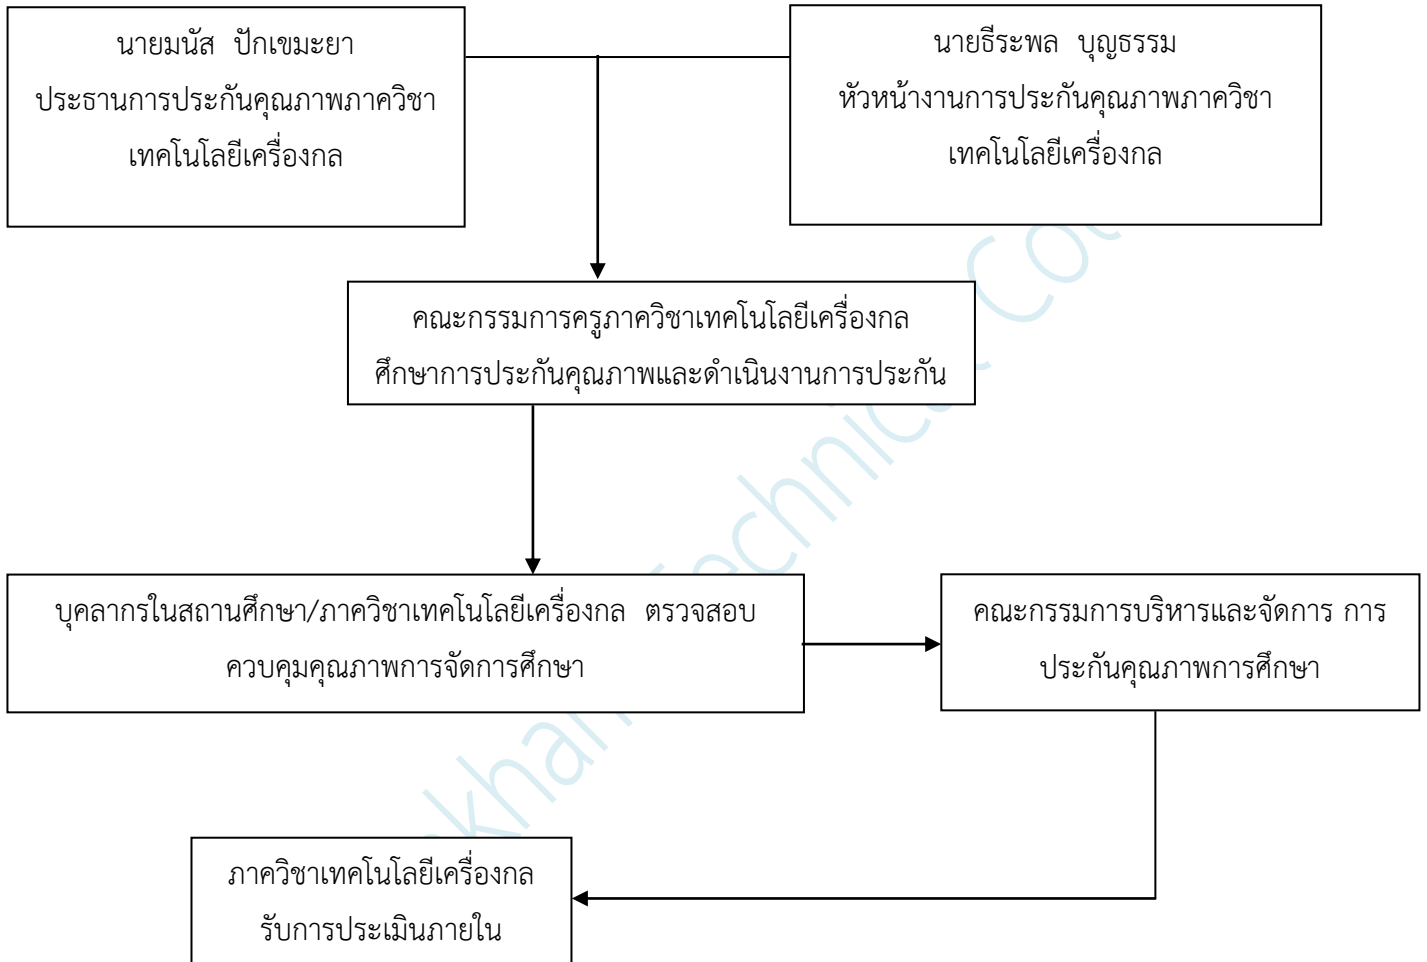 นายมนัส ปักเขมะยา
ประธานการประกันคุณภาพภาควิชา
เทคโนโลยีเครื่องกล
นายธีระพล บุญธรรม
หัวหน้างานการประกันคุณภาพภาควิชา
เทคโนโลยีเครื่องกล
คณะกรรมการครูภาควิชาเทคโนโลยีเครื่องกล
ศึกษาการประกันคุณภาพและดำเนินงานการประกัน
บุคลากรในสถานศึกษา/ภาควิชาเทคโนโลยีเครื่องกล ตรวจสอบ
ควบคุมคุณภาพการจัดการศึกษา
คณะกรรมการบริหารและจัดการ การ
ประกันคุณภาพการศึกษา
ภาควิชาเทคโนโลยีเครื่องกล
รับการประเมินภายใน